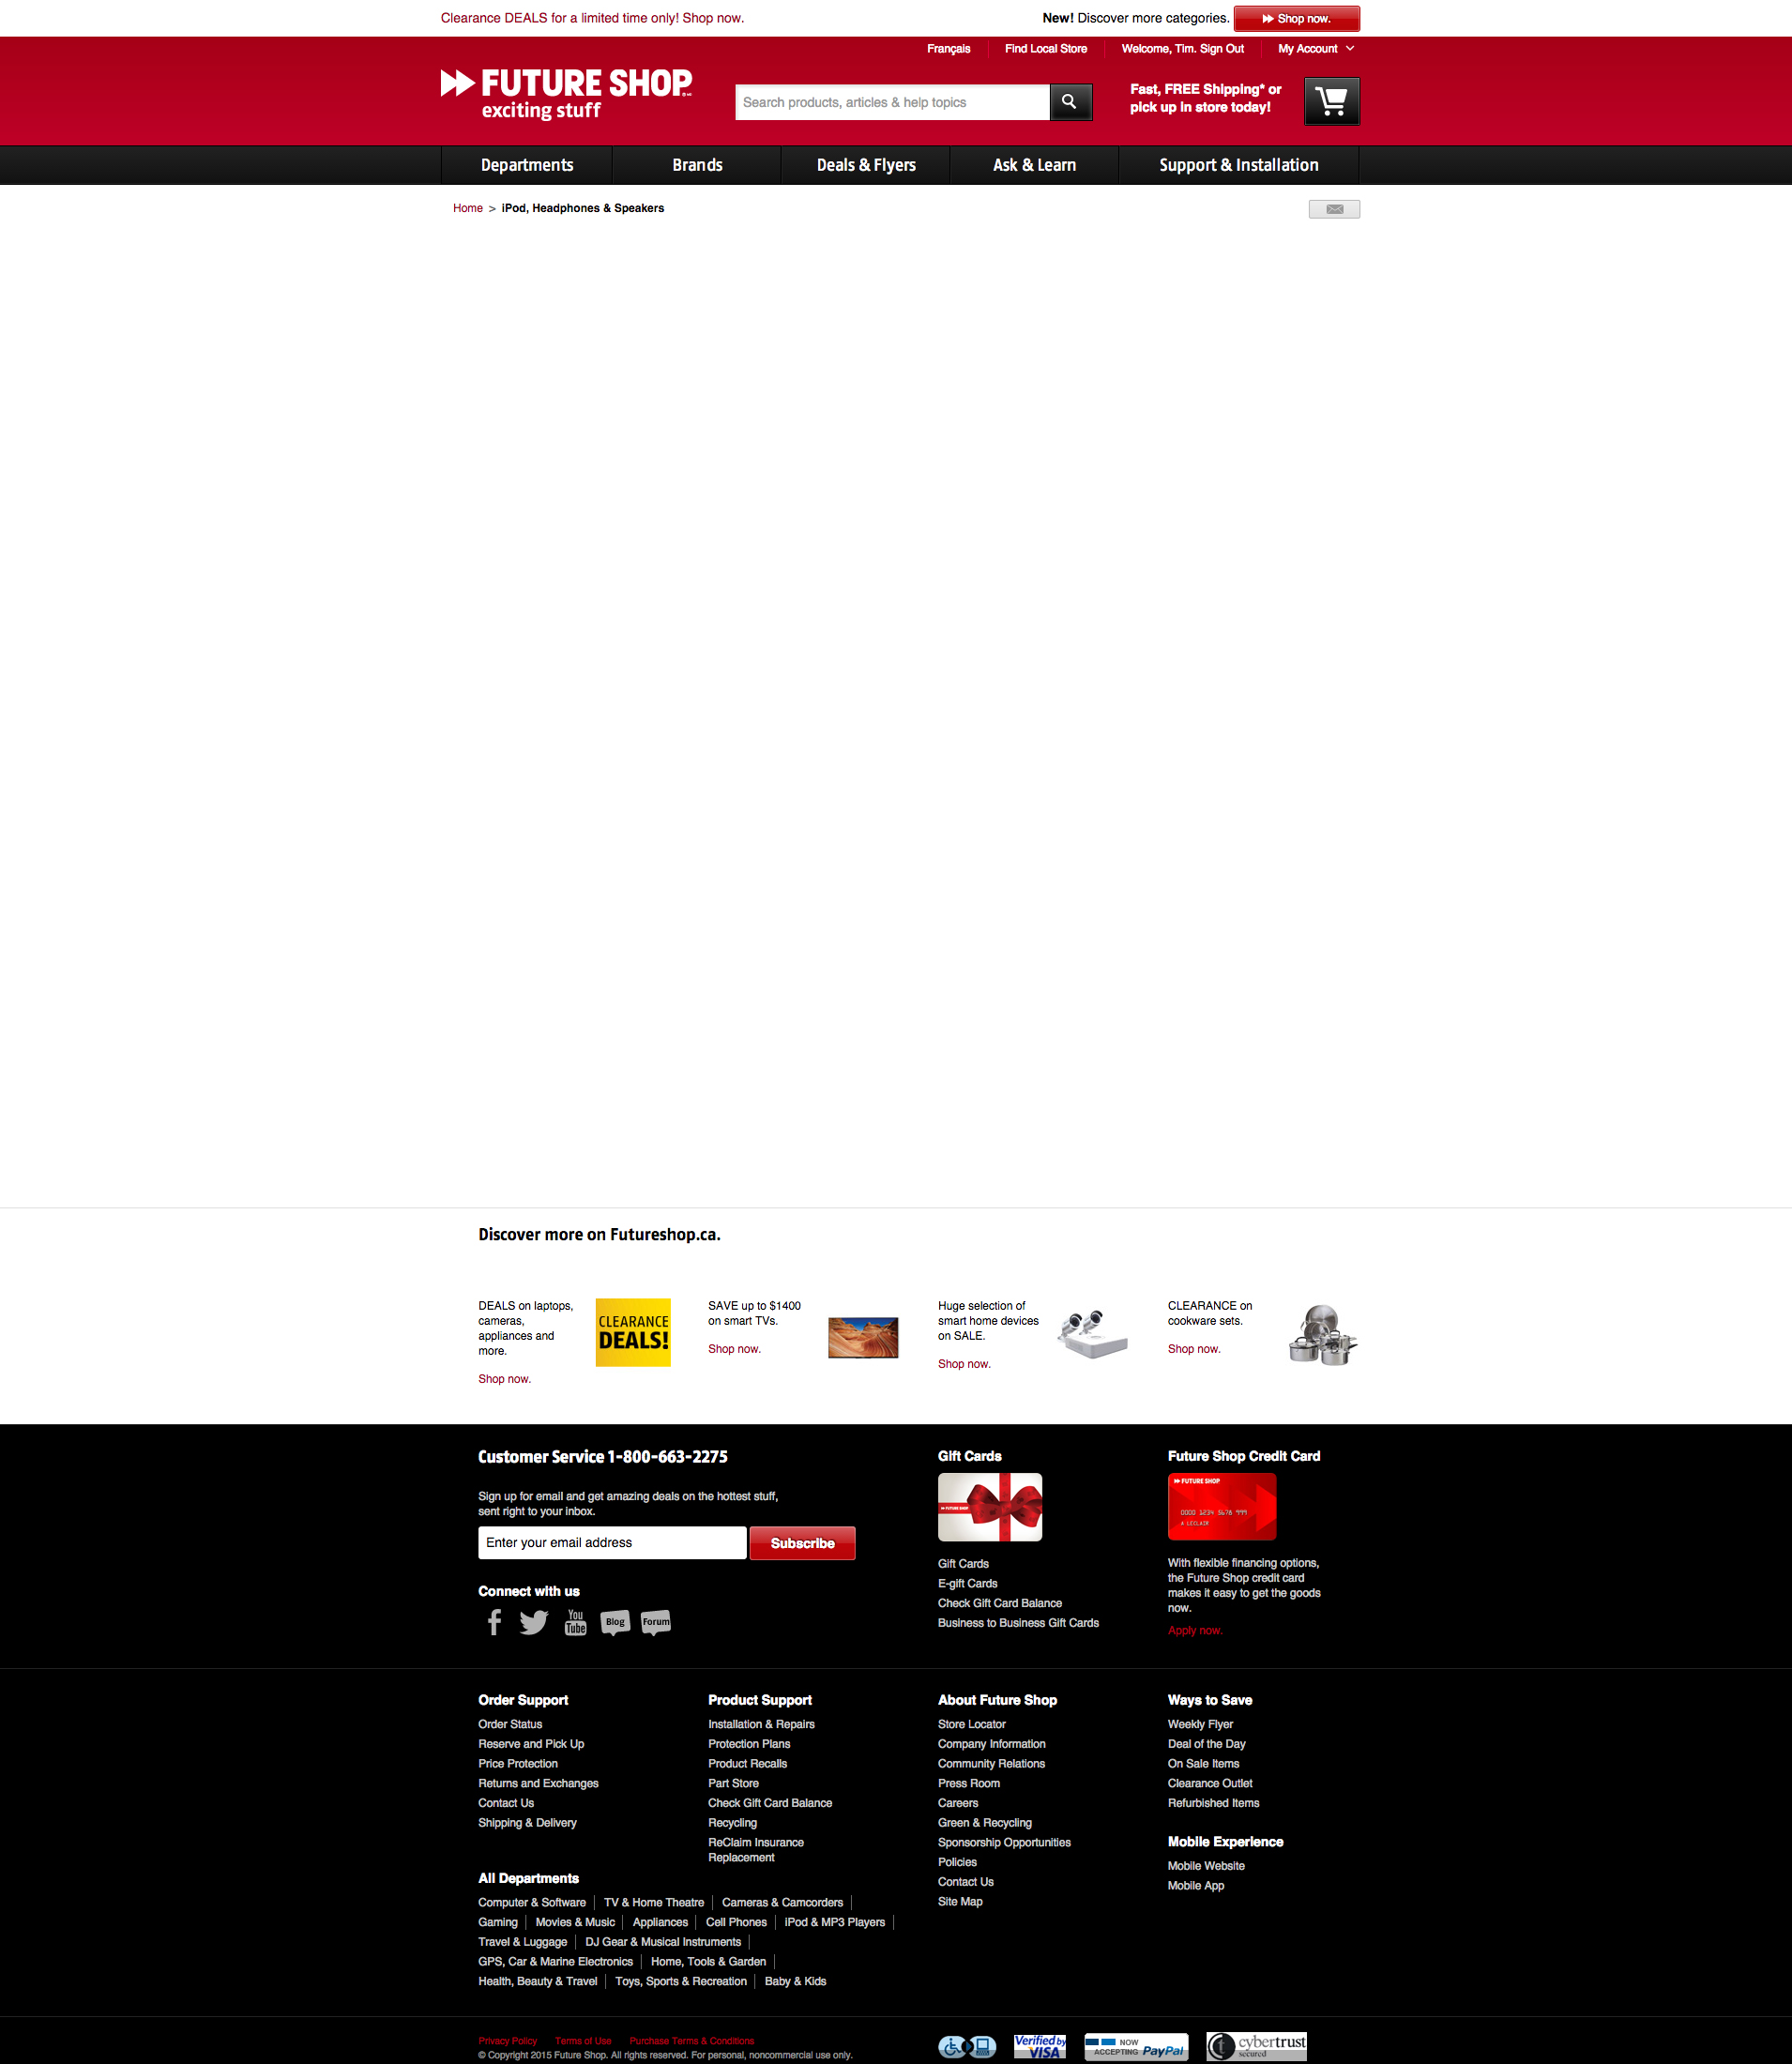 Clearance DEALS for a limited time only! Shop now.
New! Discover more categories. Shop now.
Français Find Local Store Welcome, Tim. Sign Out My Account
FUTURE SHOP
exciting stuff
Search products, articles & help topics
Fast, FREE Shipping* or
pick up in store today!
Departments Brands Deals & Flyers Ask & Learn Support & Installation
Home > iPod, Headphones & Speakers
Discover more on Futureshop.ca.
DEALS on laptops,
cameras,
appliances and
more.
Shop now.
CLEARANCE
DEALS!
SAVE up to $1400
on smart TVs.
Shop now.
Huge selection of
smart home devices
on SALE.
Shop now.
CLEARANCE on
cookware sets.
Shop now.
Customer Service 1-800-663-2275
Sign up for email and get amazing deals on the hottest stuff,
sent right to your inbox.
Enter your email address Subscribe
Connect with us
You
Tube
Blog
Forum
Gift Cards
FUTURE SHOP
Gift Cards
E-gift Cards
Check Gift Card Balance
Business to Business Gift Cards
Future Shop Credit Card
FUTURE SHOP
0000 1234 5678 999
A LECLAIR
With flexible financing options,
the Future Shop credit card
makes it easy to get the goods
now.
Apply now.
Order Support
Order Status
Reserve and Pick Up
Price Protection
Returns and Exchanges
Contact Us
Shipping & Delivery
Product Support
Installation & Repairs
Protection Plans
Product Recalls
Part Store
Check Gift Card Balance
Recycling
ReClaim Insurance
Replacement
About Future Shop
Store Locator
Company Information
Community Relations
Press Room
Careers
Green & Recycling
Sponsorship Opportunities
Policies
Contact Us
Site Map
Ways to Save
Weekly Flyer
Deal of the Day
On Sale Items
Clearance Outlet
Refurbished Items
Mobile Experience
Mobile Website
Mobile App
All Departments
Computer & Software TV & Home Theatre Cameras & Camcorders
Gaming Movies & Music Appliances Cell Phones iPod & MP3 Players
Travel & Luggage DJ Gear & Musical Instruments
GPS, Car & Marine Electronics Home, Tools & Garden
Health, Beauty & Travel Toys, Sports & Recreation Baby & Kids
Privacy Policy Terms of Use Purchase Terms & Conditions
© Copyright 2015 Future Shop. All rights reserved. For personal, noncommercial use only.
Verified by
VISA
NOW
ACCEPTING PayPal
cybertrust
secured